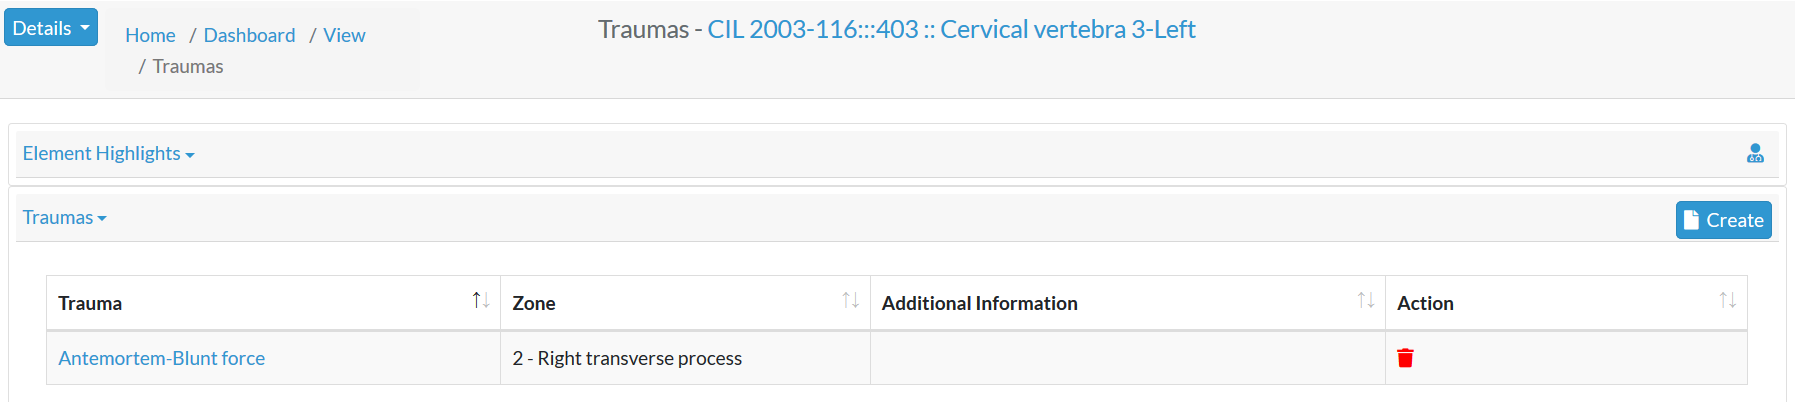 Details
Home / Dashboard / View
/ Traumas
Traumas - CIL 2003-116:::403 :: Cervical vertebra 3-Left
Element Highlights
Traumas
Create
Trauma Zone Additional Information Action
Antemortem-Blunt force 2 - Right transverse process